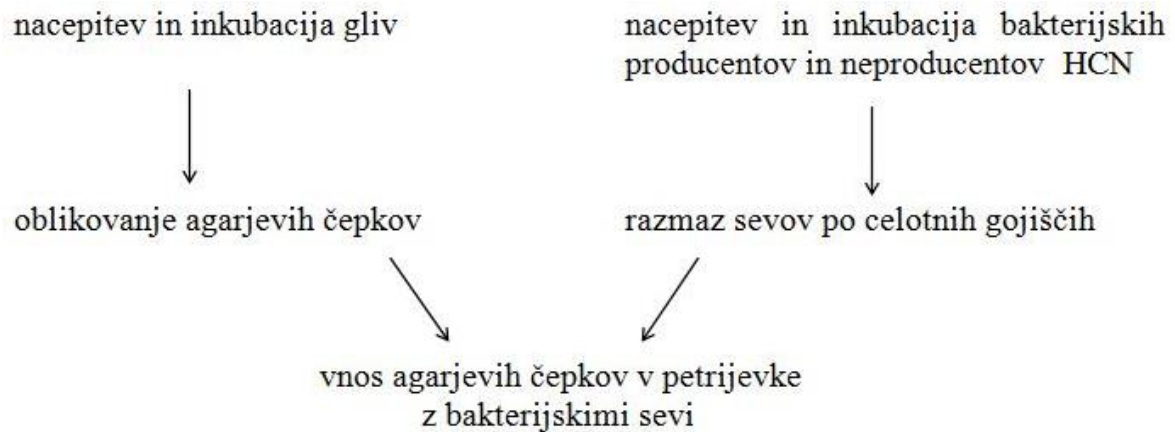 nacepitev in inkubacija gliv
nacepitev in inkubacija bakterijskih
producentov in neproducentov HCN
oblikovanje agarjevih čepkov
razmaz sevov po celotnih gojiščih
vnos agarjevih čepkov v petrijevke
z bakterijskimi sevi